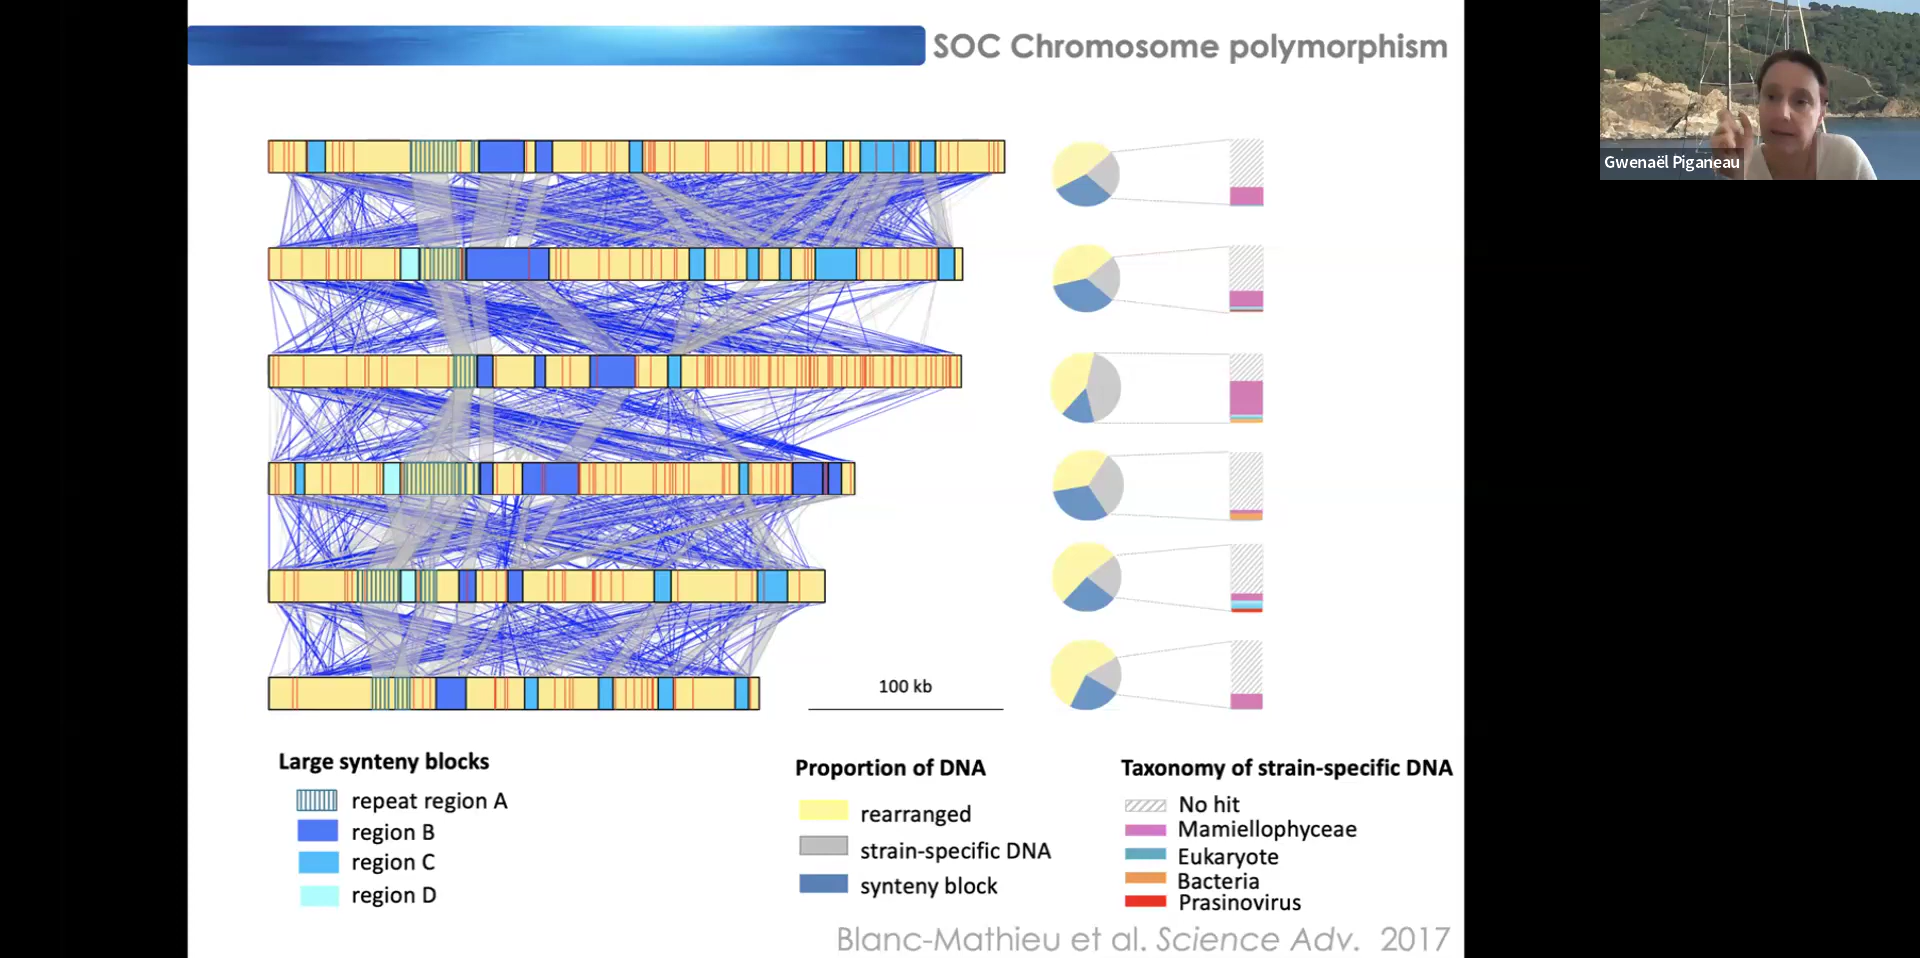 SOC Chromosome polymorphism
Gwenaël Piganeau
100 kb
Large synteny blocks
repeat region A
region B
region C
region D
Proportion of DNA
rearranged
strain-specific DNA
synteny block
Taxonomy of strain-specific DNA
No hit
Mamiellophyceae
Eukaryote
Bacteria
Prasinovirus
Blanc-Mathieu et al. Science Adv. 2017